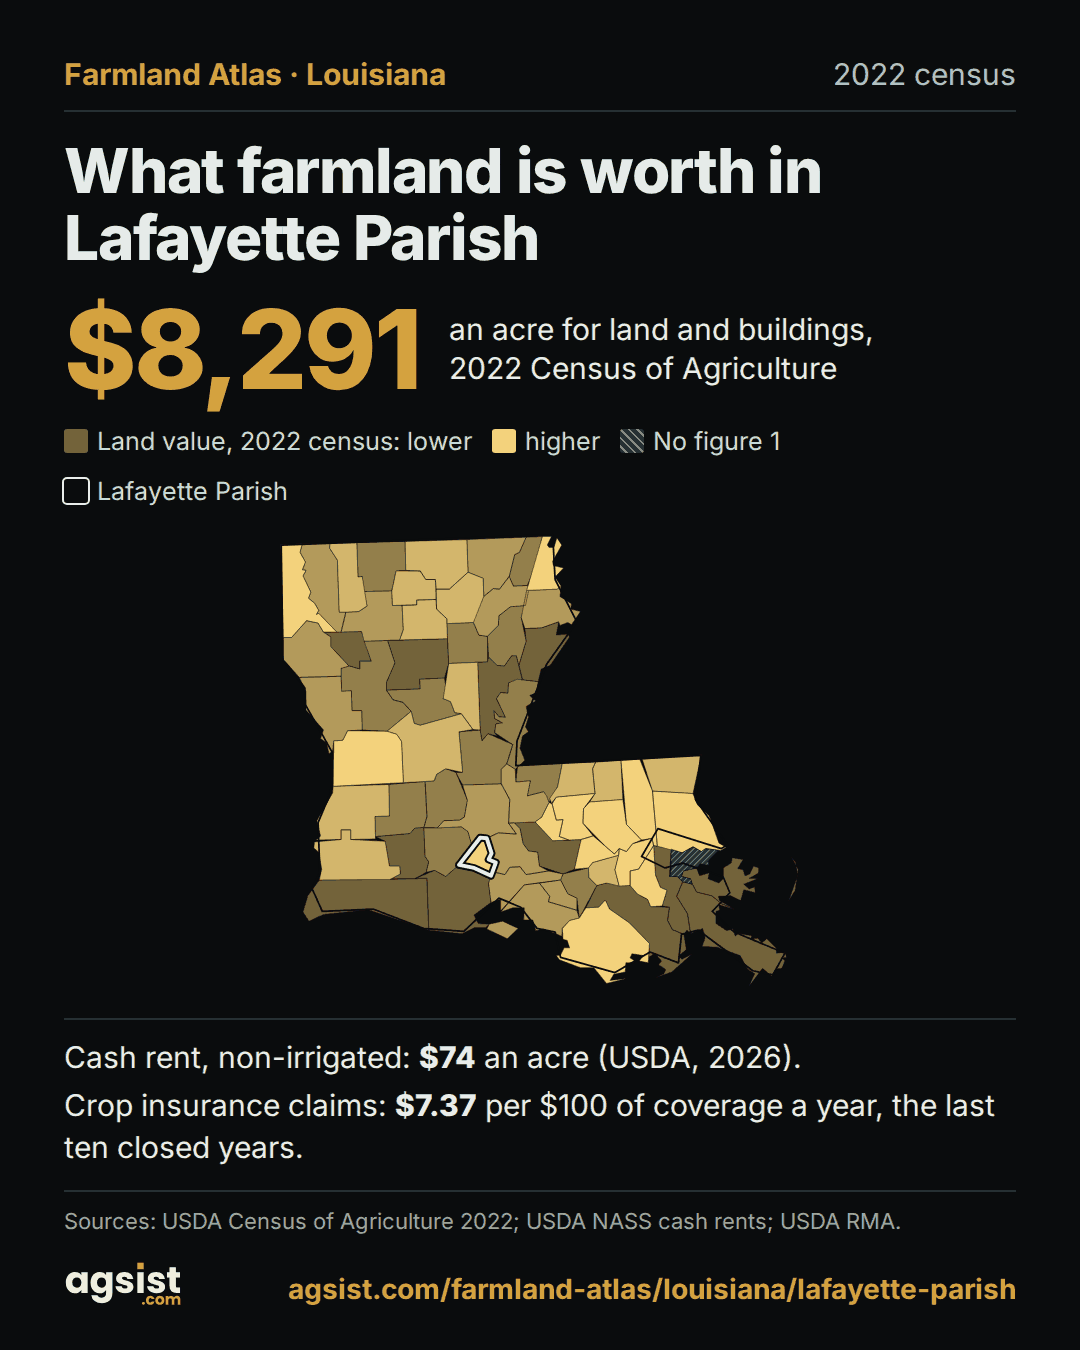 Farmland Atlas · Louisiana
2022 census
What farmland is worth in
Lafayette Parish
$8,291
an acre for land and buildings,
2022 Census of Agriculture
Land value, 2022 census: lower
higher
No figure 1
Lafayette Parish
Cash rent, non-irrigated: $74 an acre (USDA, 2026).
Crop insurance claims: $7.37 per $100 of coverage a year, the last
ten closed years.
Sources: USDA Census of Agriculture 2022; USDA NASS cash rents; USDA RMA.
agsist
.com
agsist.com/farmland-atlas/louisiana/lafayette-parish